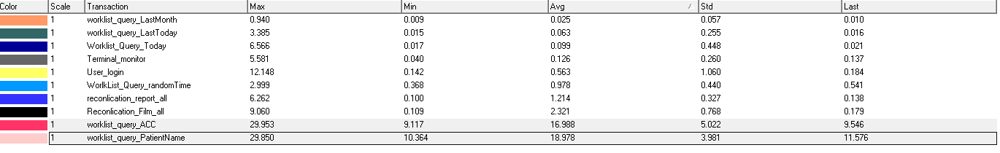 Color Scale Transaction Max Min Avg Std Last
1 worklist_query_LastMonth 0.940 0.009 0.025 0.057 0.010
1 worklist_query_LastToday 3.385 0.015 0.063 0.255 0.016
1 Worklist_Query_Today 6.566 0.017 0.099 0.448 0.021
1 Terminal_monitor 5.581 0.040 0.126 0.260 0.137
1 User_login 12.148 0.142 0.563 1.060 0.184
1 WorlkList_Query_randomTime 2.999 0.368 0.978 0.440 0.541
1 reconlication_report_all 6.262 0.100 1.214 0.327 0.138
1 Reconlication_Film_all 9.060 0.109 2.321 0.768 0.179
1 worklist_query_ACC 29.953 9.117 16.988 5.022 9.546
1 worklist_query_PatientName 29.850 10.364 18.978 3.981 11.576